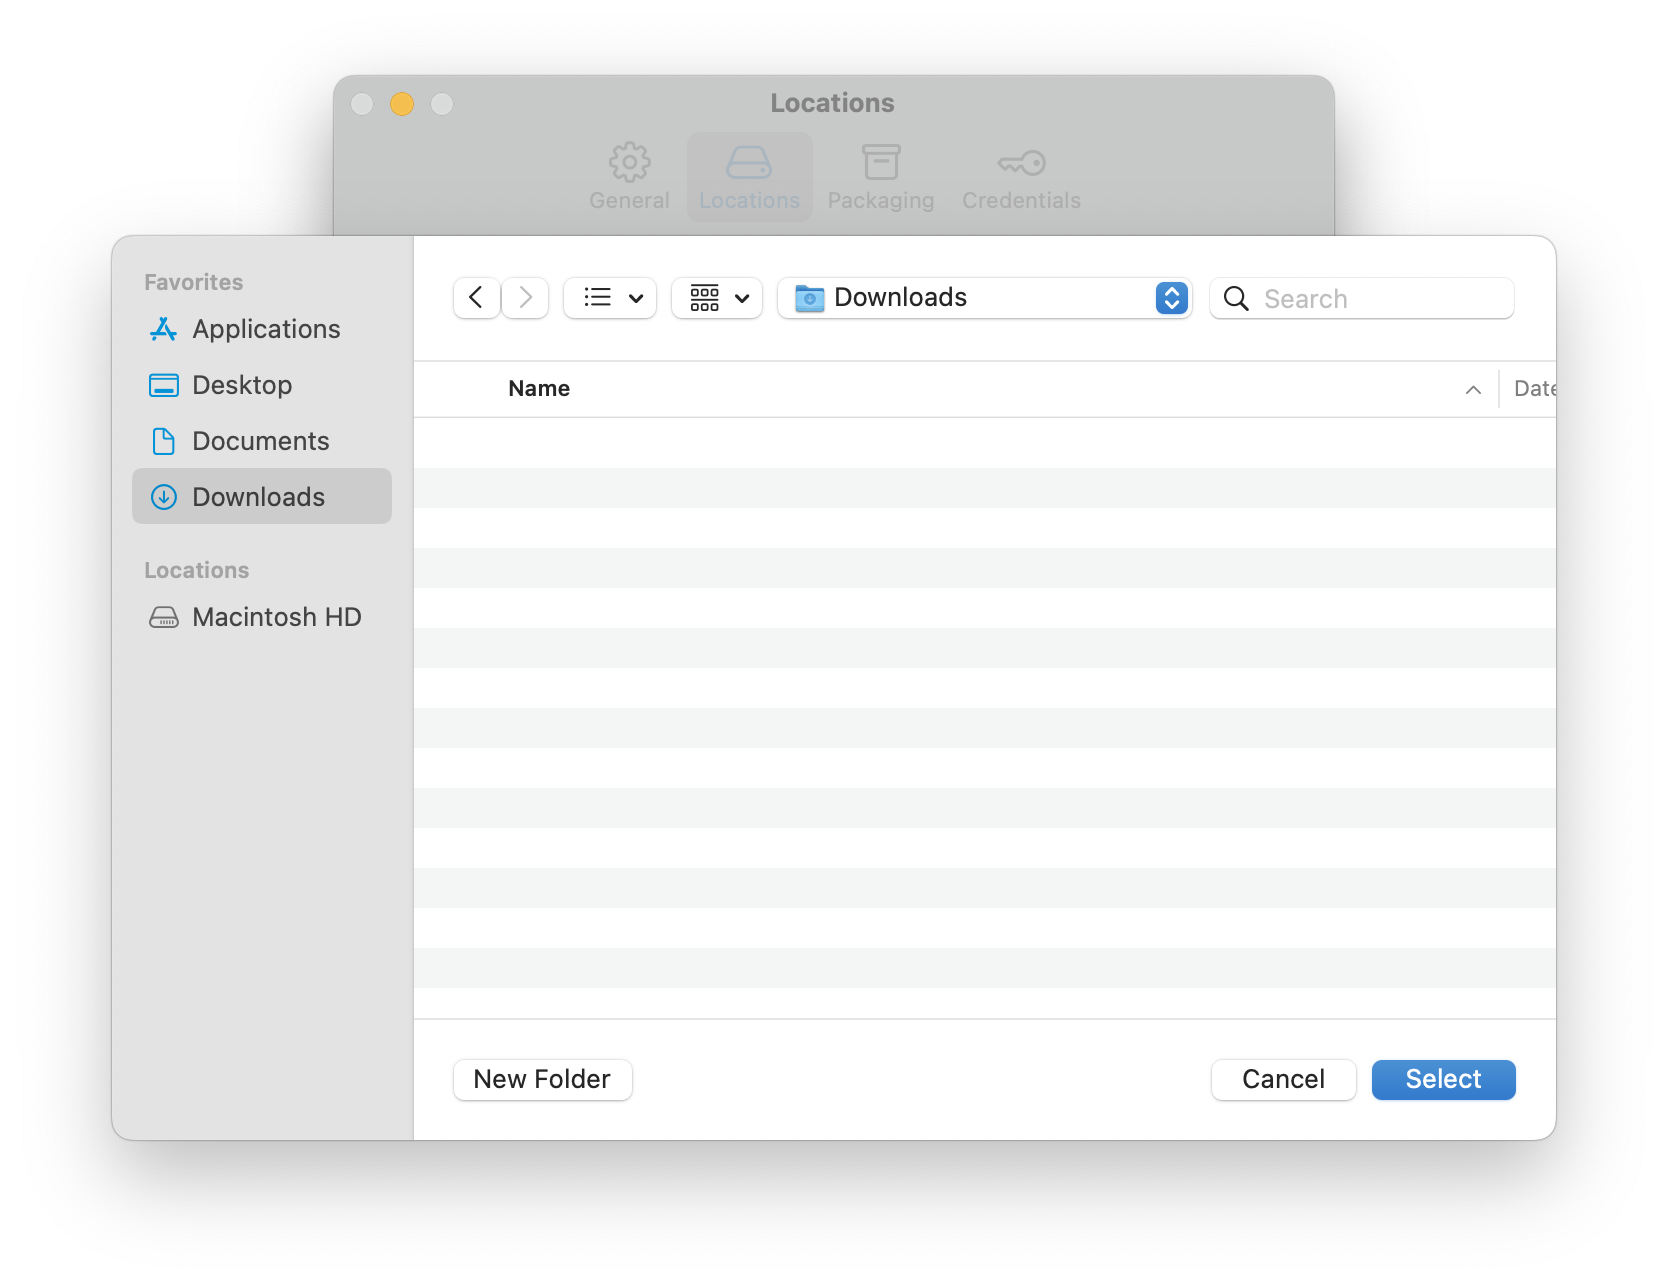 Locations
General
Locations
Packaging
Credentials
Favorites
Applications
Desktop
Documents
Downloads
Locations
Macintosh HD
Downloads
Search
Name
Date
New Folder
Cancel
Select